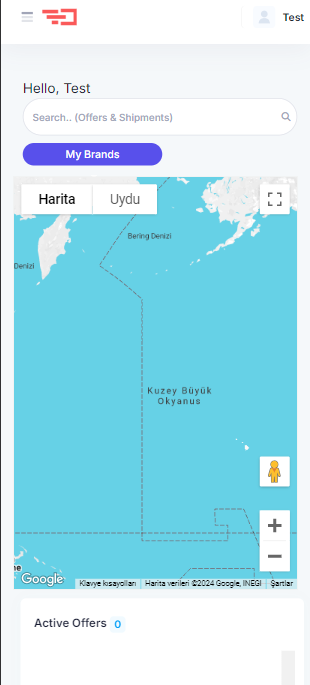 Test
Hello, Test
Search.. (Offers & Shipments)
My Brands
Harita
Uydu
Bering Denizi
Denizi
Kuzey Büyük
Okyanus
ne
Google
Klavye kısayolları
Harita verileri ©2024 Google, INEGI
Şartlar
Active Offers 0